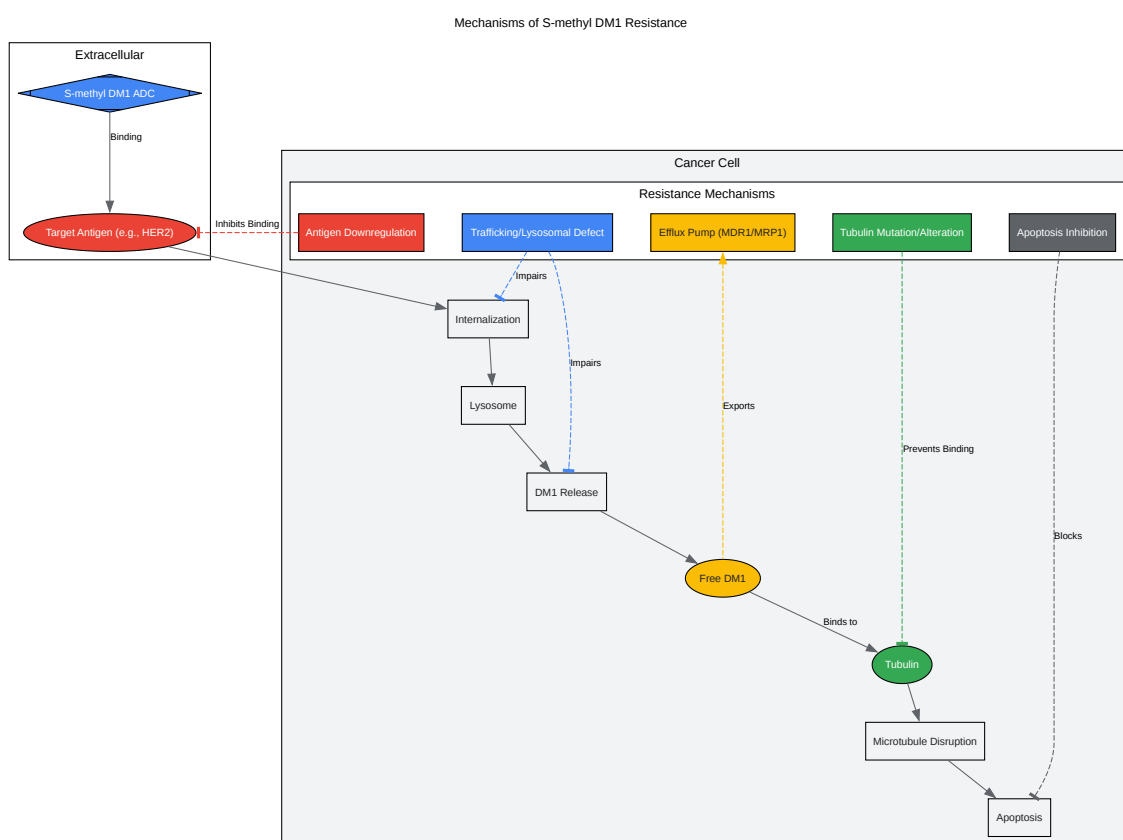 Mechanisms of S-methyl DM1 Resistance
Extracellular
S-methyl DM1 ADC
Binding
Cancer Cell
Resistance Mechanisms
Target Antigen (e.g., HER2)
Inhibits Binding
Antigen Downregulation
Trafficking/Lysosomal Defect
Efflux Pump (MDR1/MRP1)
Tubulin Mutation/Alteration
Apoptosis Inhibition
Impairs
Internalization
Impairs
Lysosome
Exports
Prevents Binding
DM1 Release
Blocks
Free DM1
Binds to
Tubulin
Microtubule Disruption
Apoptosis